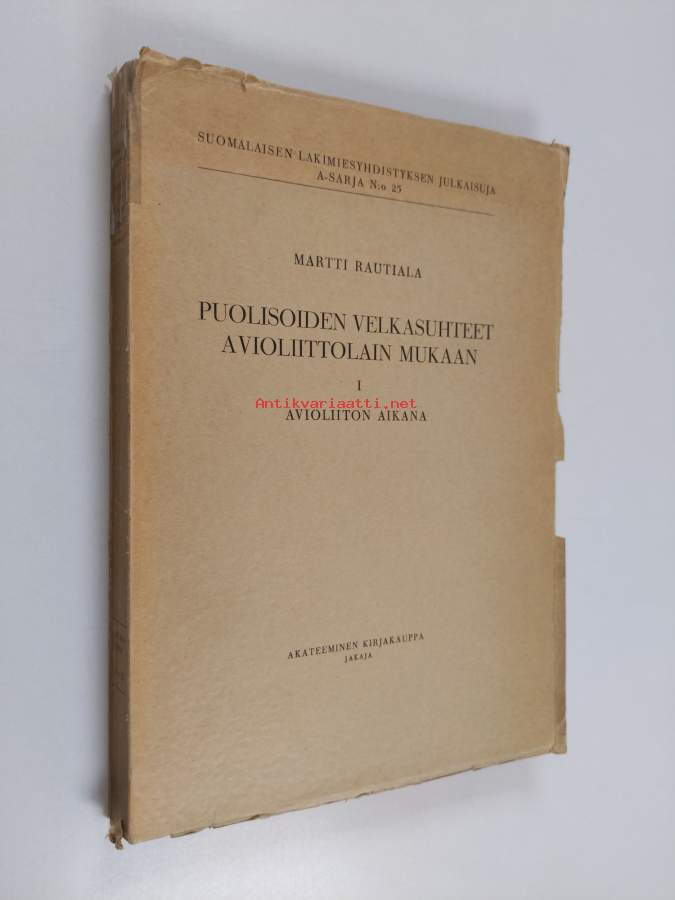 SUOMALAISEN LAKIMIESYHDISTYKSEN JULKAISUJA
A-SARJA N:o 25
MARTTI RAUTIALA
PUOLISOIDEN VELKASUHTEET
AVIOLIITTOLAIN MUKAAN
I
Antikvariaatti.net
AVIOLIITON AIKANA
AKATEEMINEN KIRJAKAUPPA
JAKAJA